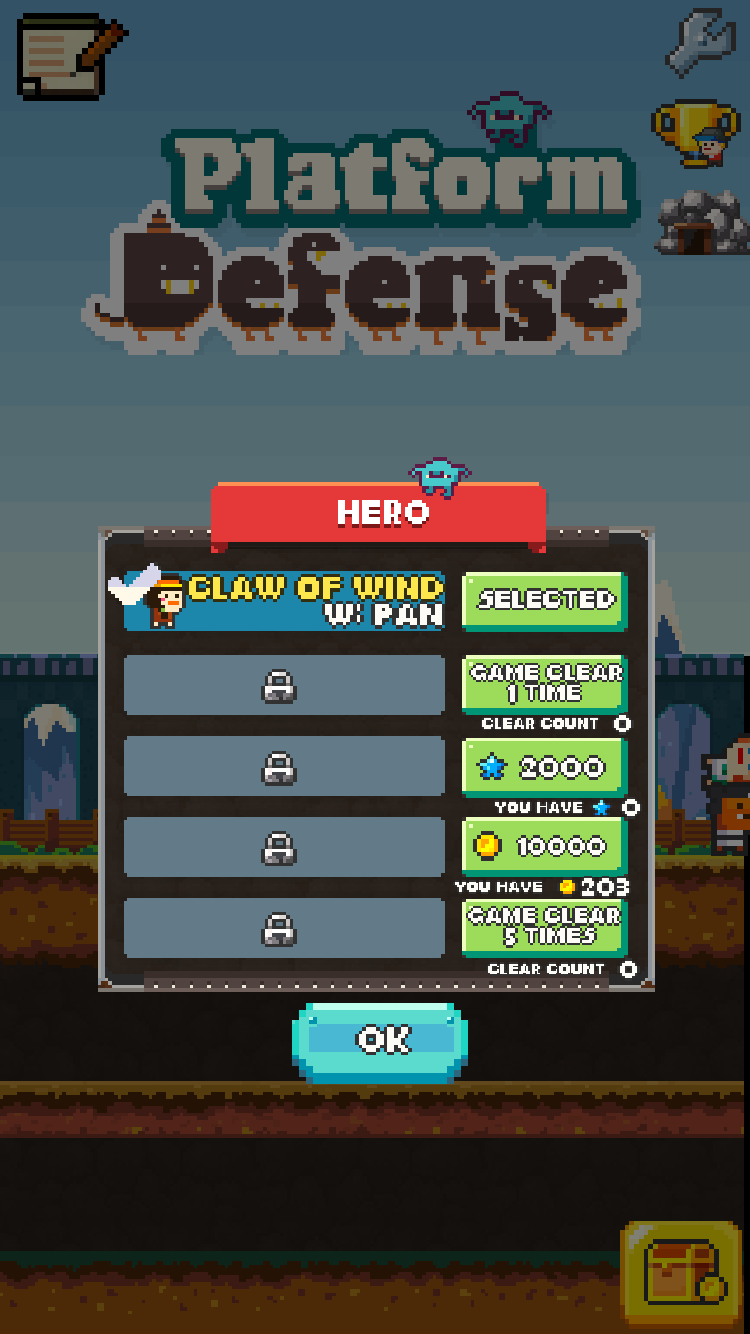 Platform
Defense
HERO
CLAW OF WIND
W: PAN
SELECTED
GAME CLEAR
1 TIME
CLEAR COUNT 0
2000
YOU HAVE 0
10000
YOU HAVE 203
GAME CLEAR
5 TIMES
CLEAR COUNT 0
OK